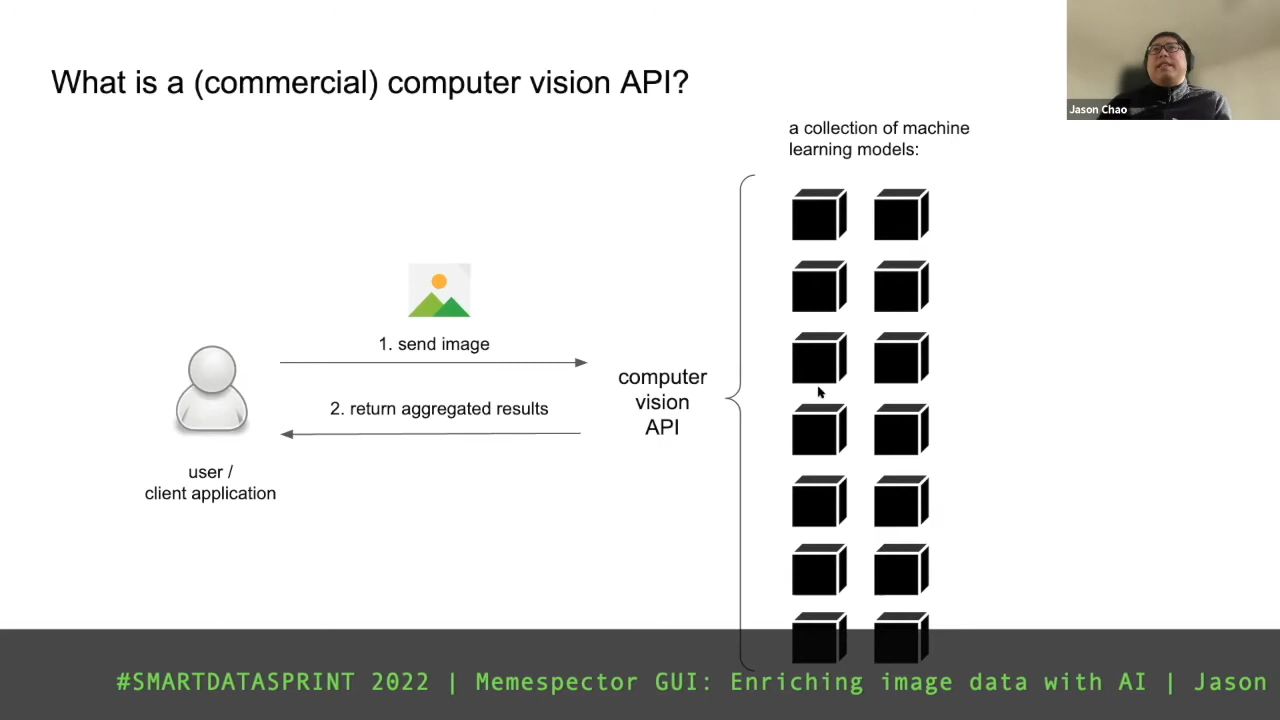 What is a (commercial) computer vision API?
Jason Chao
a collection of machine
learning models:
1. send image
2. return aggregated results
computer
vision
API
user /
client application
#SMARTDATASPRINT 2022 | Memespector GUI: Enriching image data with AI | Jason